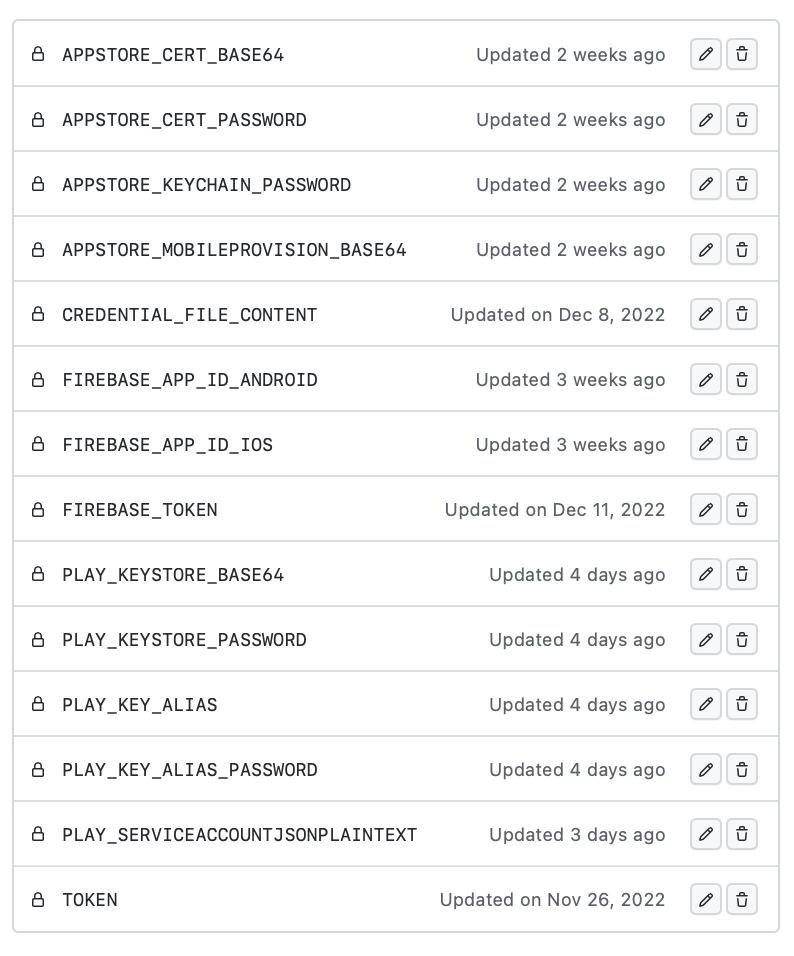 APPSTORE_CERT_BASE64 Updated 2 weeks ago
APPSTORE_CERT_PASSWORD Updated 2 weeks ago
APPSTORE_KEYCHAIN_PASSWORD Updated 2 weeks ago
APPSTORE_MOBILEPROVISION_BASE64 Updated 2 weeks ago
CREDENTIAL_FILE_CONTENT Updated on Dec 8, 2022
FIREBASE_APP_ID_ANDROID Updated 3 weeks ago
FIREBASE_APP_ID_IOS Updated 3 weeks ago
FIREBASE_TOKEN Updated on Dec 11, 2022
PLAY_KEYSTORE_BASE64 Updated 4 days ago
PLAY_KEYSTORE_PASSWORD Updated 4 days ago
PLAY_KEY_ALIAS Updated 4 days ago
PLAY_KEY_ALIAS_PASSWORD Updated 4 days ago
PLAY_SERVICEACCOUNTJSONPLAINTEXT Updated 3 days ago
TOKEN Updated on Nov 26, 2022